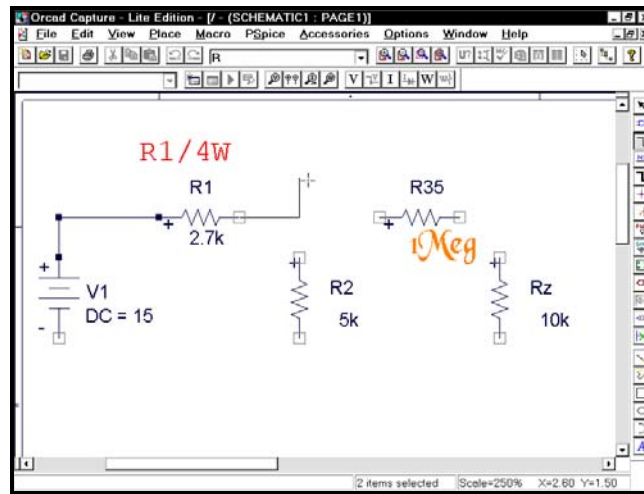 Orcad Capture - Lite Edition - [/ - (SCHEMATIC1 : PAGE1)]
File Edit View Place Macro PSpice Accessories Options Window Help
R
V I W
R1/4W
R1
R35
2.7k
1Meg
V1
R2
Rz
DC = 15
5k
10k
2 items selected Scale=250% X=2.60 Y=1.50